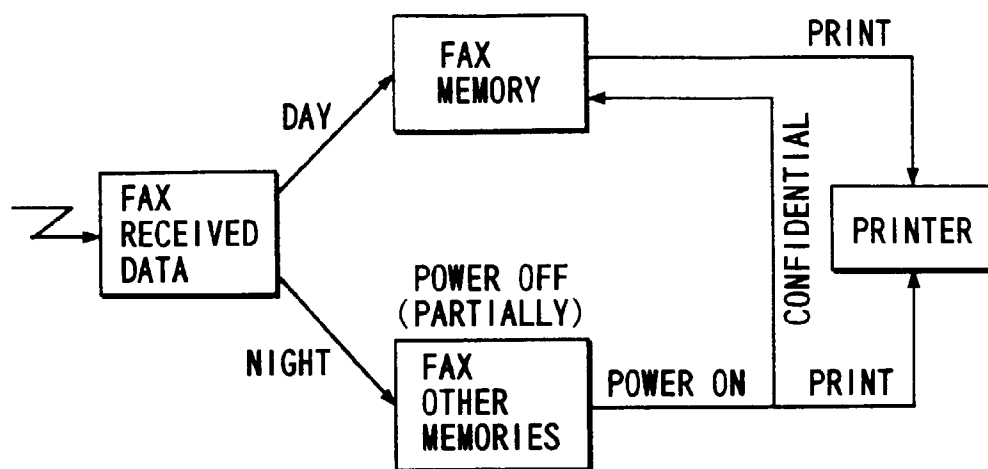 FAX
MEMORY
PRINT
DAY
FAX
RECEIVED
DATA
CONFIDENTIAL
PRINTER
POWER OFF
(PARTIALLY)
NIGHT
FAX
OTHER
MEMORIES
POWER ON
PRINT